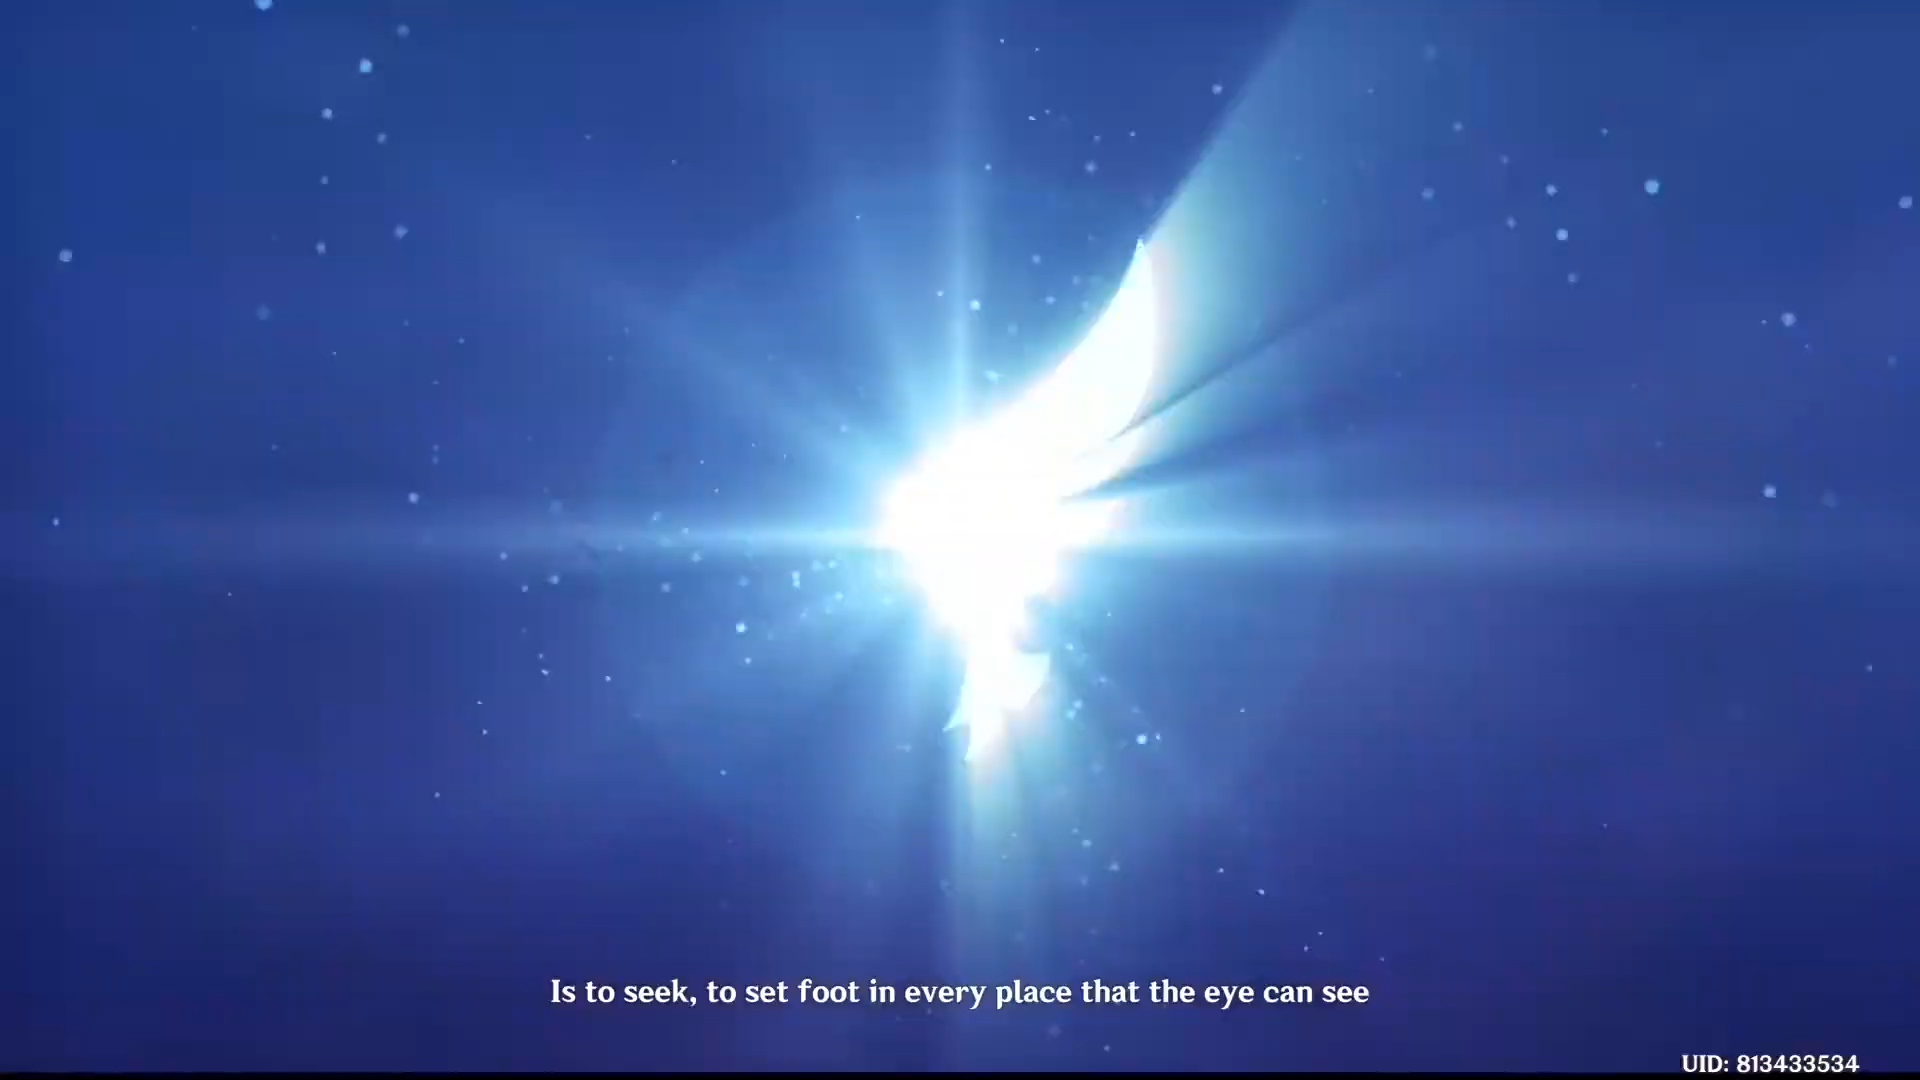 Is to seek, to set foot in every place that the eye can see
UID: 813433534